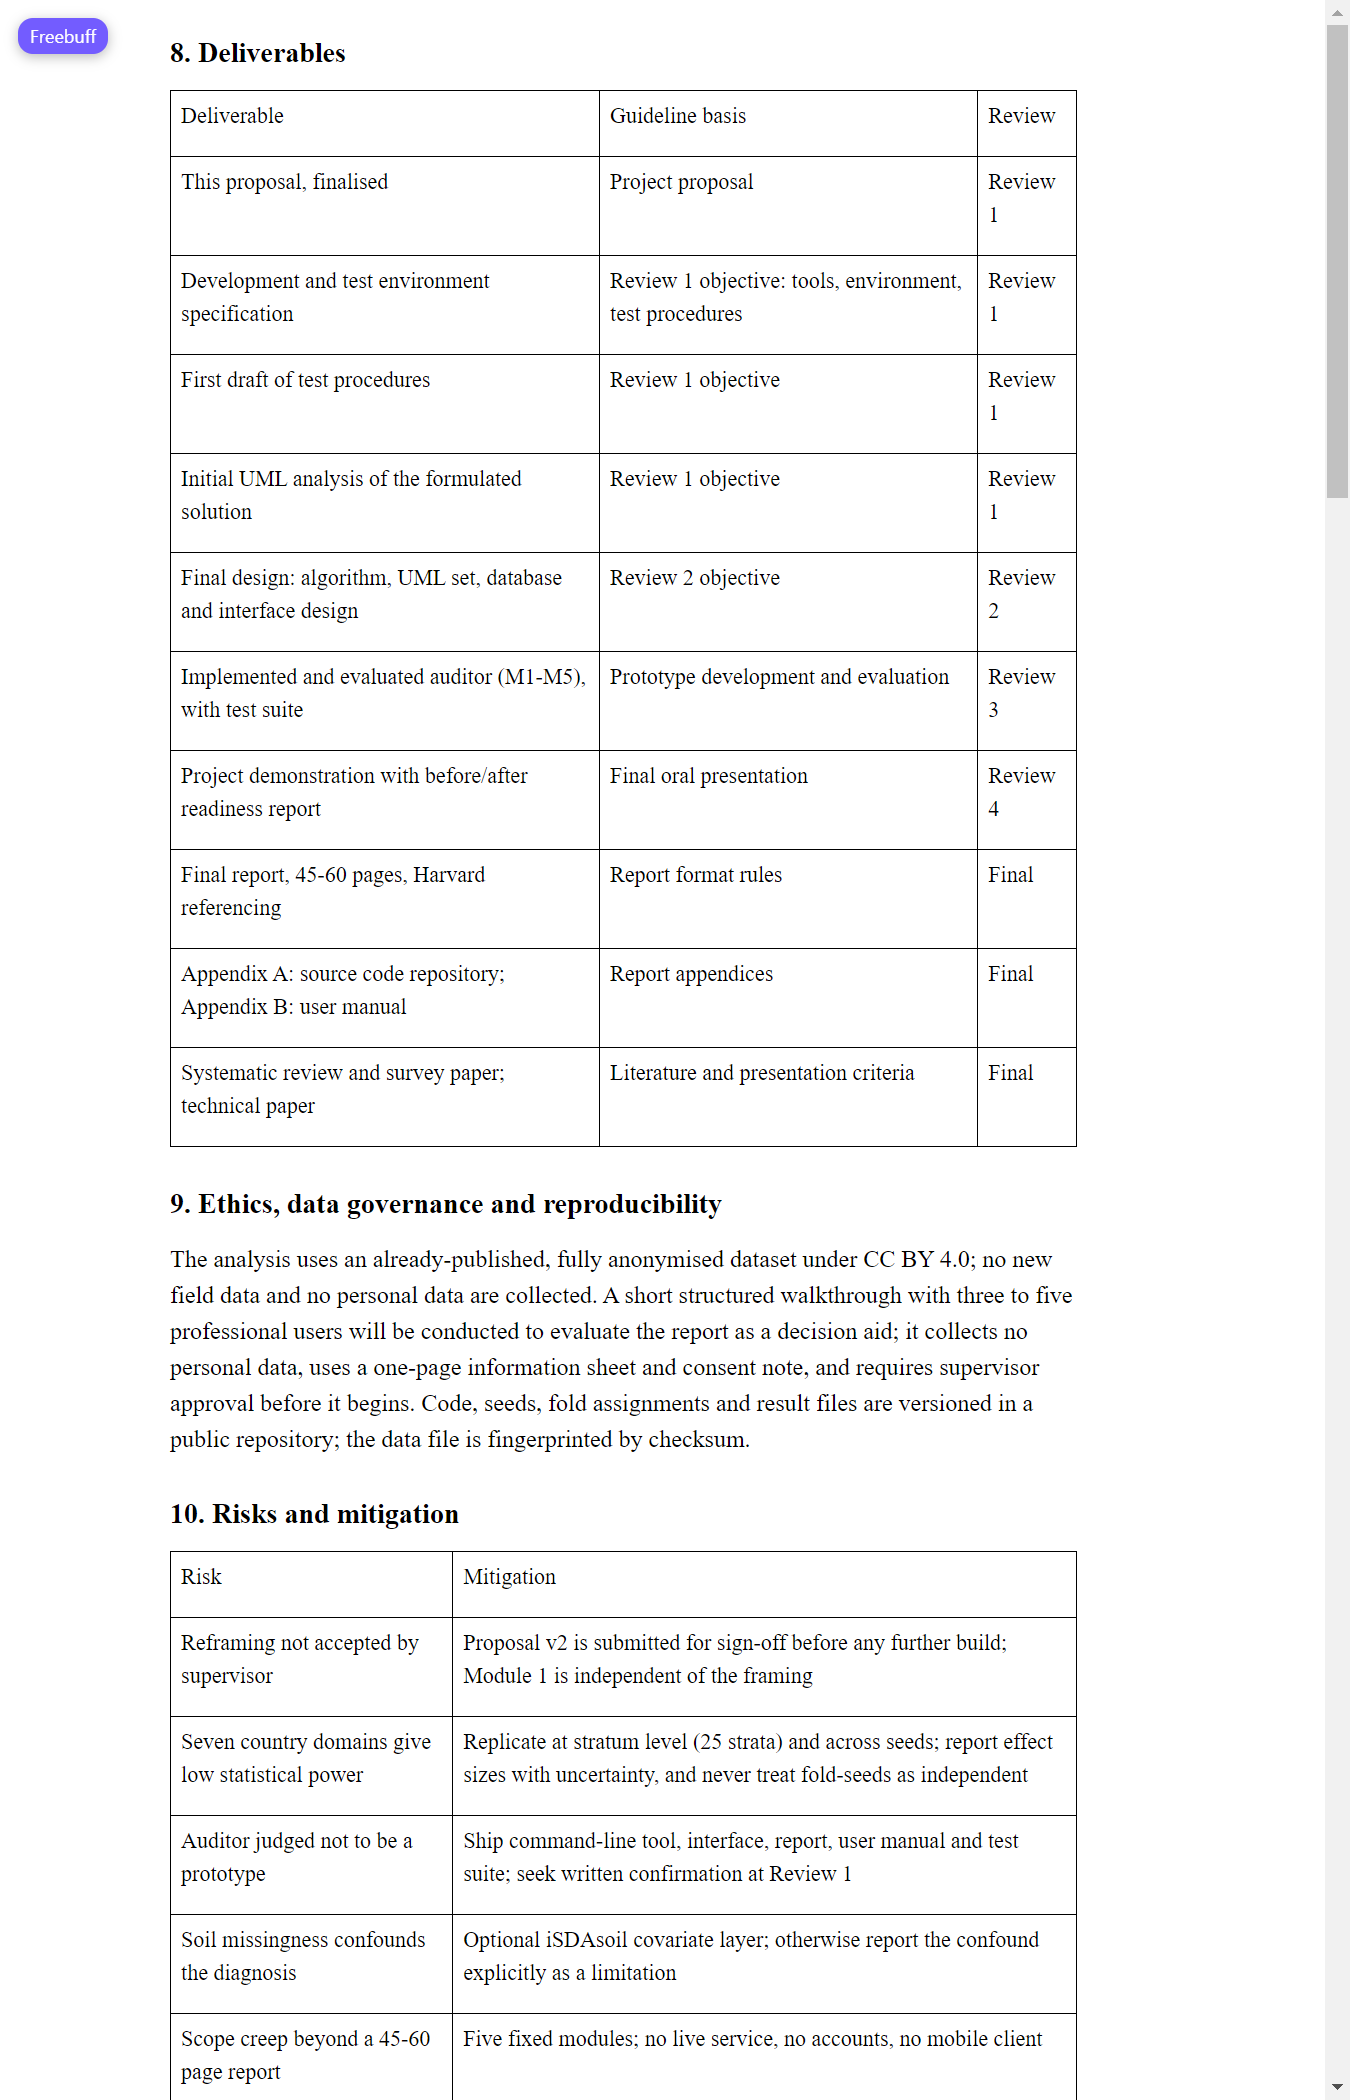 Freebuff
8. Deliverables
Deliverable
Guideline basis
Review
This proposal, finalised
Project proposal
Review
1
Development and test environment
specification
Review 1 objective: tools, environment,
test procedures
Review
1
First draft of test procedures
Review 1 objective
Review
1
Initial UML analysis of the formulated
solution
Review 1 objective
Review
1
Final design: algorithm, UML set, database
and interface design
Review 2 objective
Review
2
Implemented and evaluated auditor (M1-M5),
with test suite
Prototype development and evaluation
Review
3
Project demonstration with before/after
readiness report
Final oral presentation
Review
4
Final report, 45-60 pages, Harvard
referencing
Report format rules
Final
Appendix A: source code repository;
Appendix B: user manual
Report appendices
Final
Systematic review and survey paper;
technical paper
Literature and presentation criteria
Final
9. Ethics, data governance and reproducibility
The analysis uses an already-published, fully anonymised dataset under CC BY 4.0; no new
field data and no personal data are collected. A short structured walkthrough with three to five
professional users will be conducted to evaluate the report as a decision aid; it collects no
personal data, uses a one-page information sheet and consent note, and requires supervisor
approval before it begins. Code, seeds, fold assignments and result files are versioned in a
public repository; the data file is fingerprinted by checksum.
10. Risks and mitigation
Risk
Mitigation
Reframing not accepted by
supervisor
Proposal v2 is submitted for sign-off before any further build;
Module 1 is independent of the framing
Seven country domains give
low statistical power
Replicate at stratum level (25 strata) and across seeds; report effect
sizes with uncertainty, and never treat fold-seeds as independent
Auditor judged not to be a
prototype
Ship command-line tool, interface, report, user manual and test
suite; seek written confirmation at Review 1
Soil missingness confounds
the diagnosis
Optional iSDAsoil covariate layer; otherwise report the confound
explicitly as a limitation
Scope creep beyond a 45-60
page report
Five fixed modules; no live service, no accounts, no mobile client